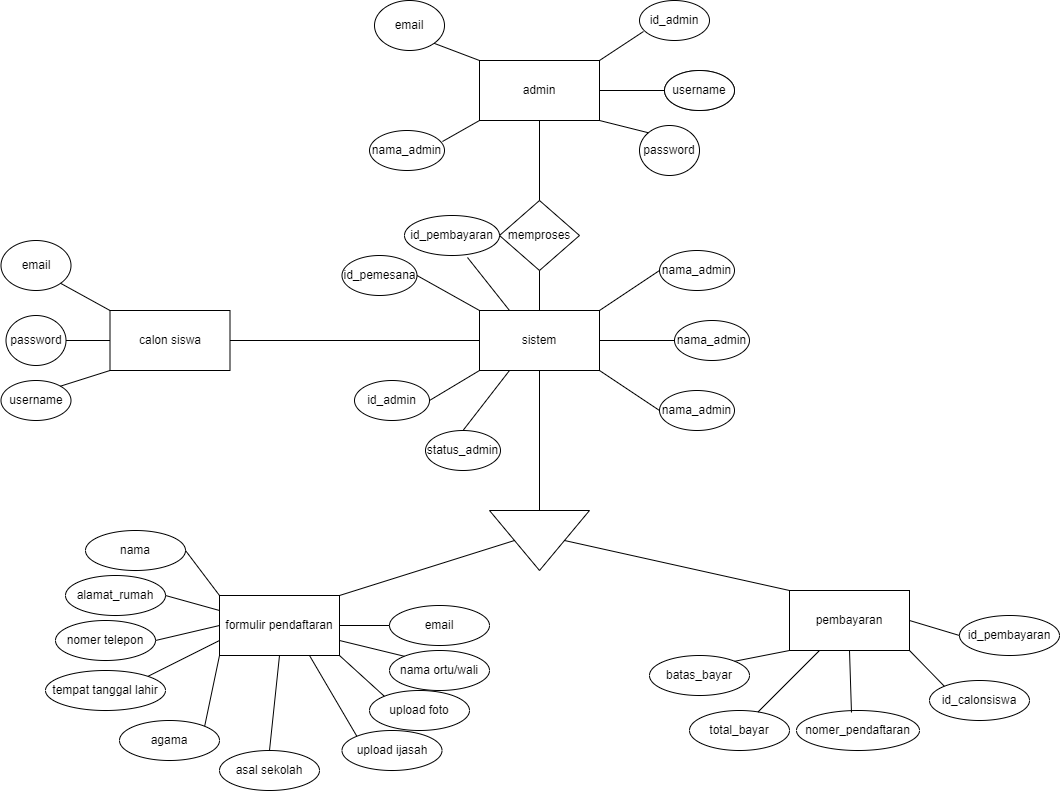 email
id_admin
admin
username
nama_admin
password
id_pembayaran
memproses
email
id_pemesana
nama_admin
password
calon siswa
sistem
nama_admin
username
id_admin
nama_admin
status_admin
nama
alamat_rumah
formulir pendaftaran
email
pembayaran
id_pembayaran
nomer telepon
nama ortu/wali
batas_bayar
tempat tanggal lahir
upload foto
id_calonsiswa
agama
upload ijasah
total_bayar
nomer_pendaftaran
asal sekolah